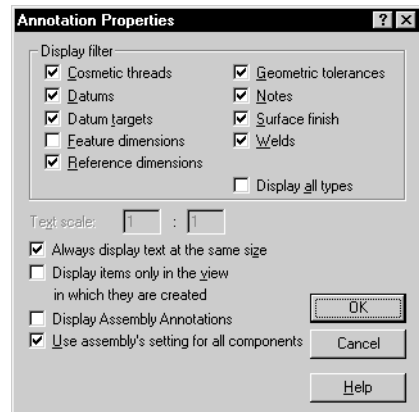 Annotation Properties
Display filter
Cosmetic threads
Geometric tolerances
Datums
Notes
Datum targets
Surface finish
Feature dimensions
Welds
Reference dimensions
Display all types
Text scale: 1 : 1
Always display text at the same size
Display items only in the view
in which they are created
Display Assembly Annotations
Use assembly's setting for all components
OK
Cancel
Help